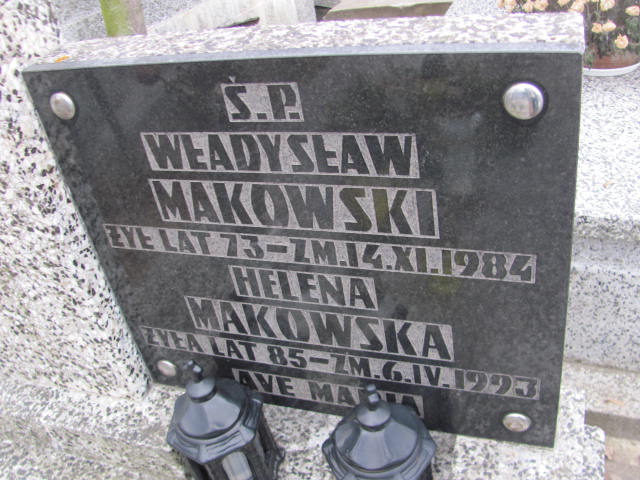 Ś.P.
WŁADYSŁAW
MAKOWSKI
ŻYŁ LAT 73-ZM.14.XI.1984
HELENA
MAKOWSKA
ŻYŁA LAT 85-ZM.6.IV.1993
AVE MARIA